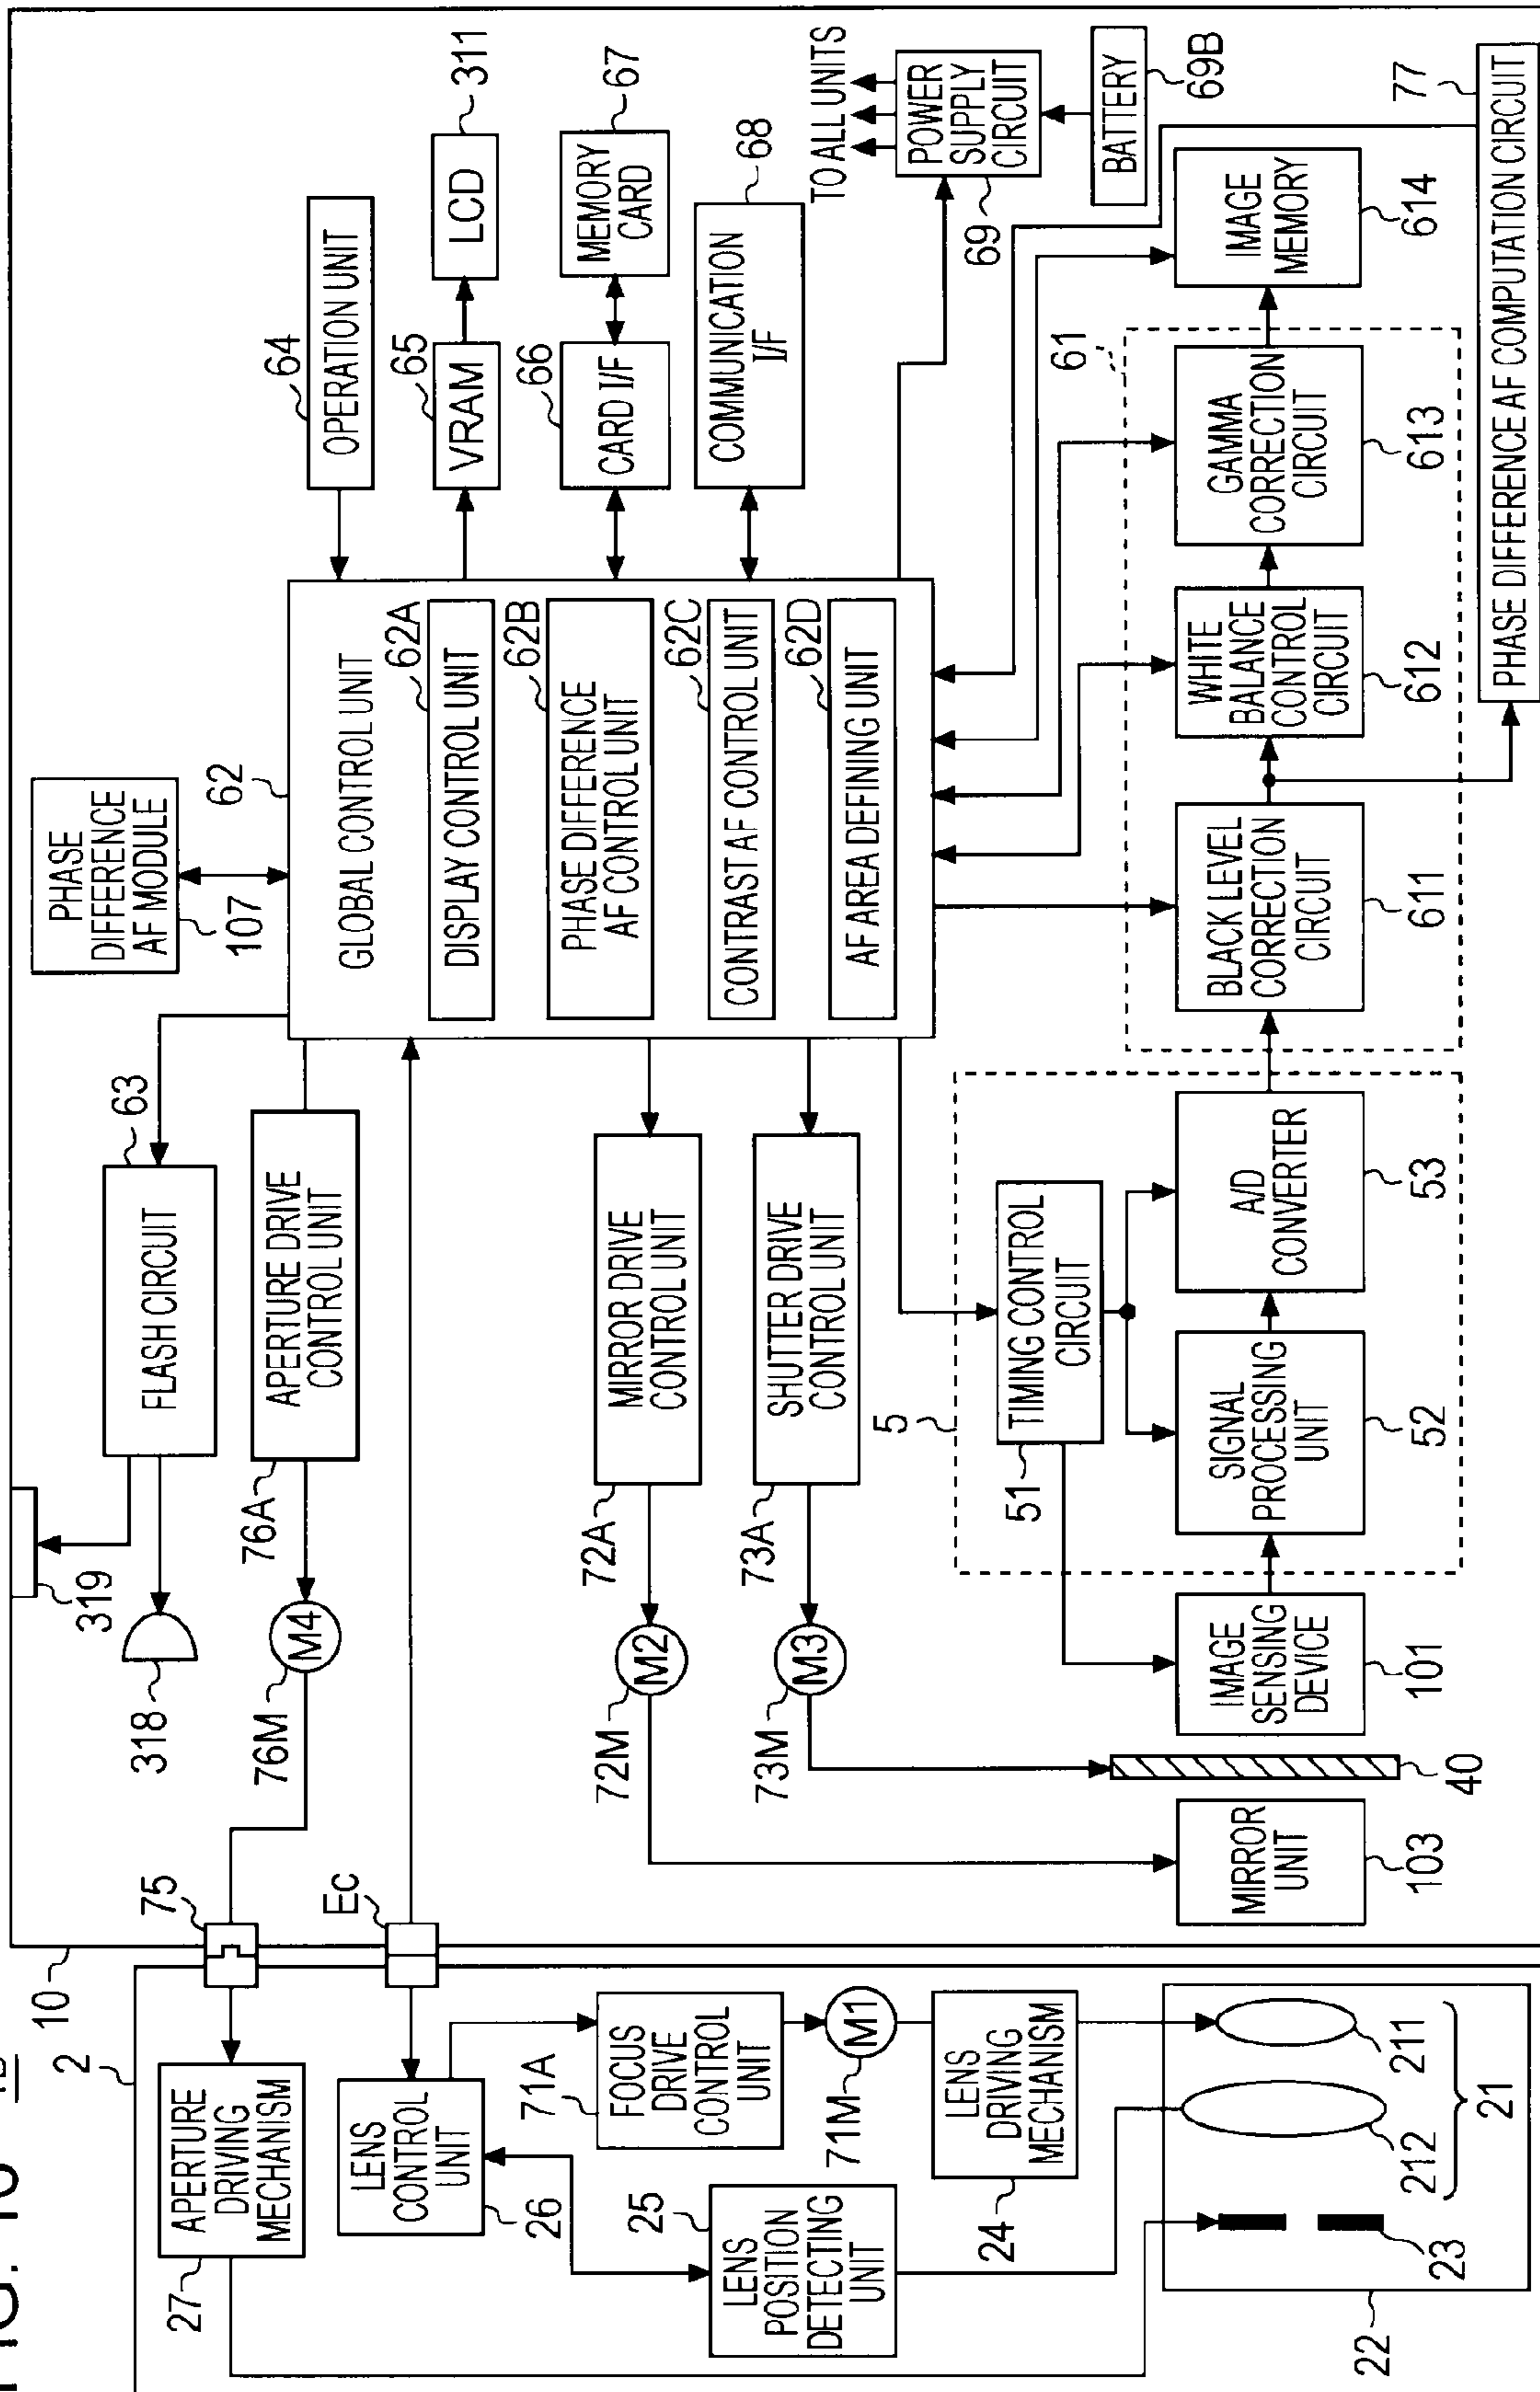 10
2
27
APERTURE
DRIVING
MECHANISM
75
76M
M4
76A
APERTURE DRIVE
CONTROL UNIT
318
319
63
FLASH CIRCUIT
PHASE
DIFFERENCE
AF MODULE
107
62
GLOBAL CONTROL UNIT
62A
DISPLAY CONTROL UNIT
62B
PHASE DIFFERENCE
AF CONTROL UNIT
62C
CONTRAST AF CONTROL UNIT
62D
AF AREA DEFINING UNIT
64
OPERATION UNIT
65
VRAM
LCD
311
66
CARD I/F
MEMORY
CARD
67
COMMUNICATION
I/F
68
TO ALL UNITS
POWER
SUPPLY
CIRCUIT
69
BATTERY
69B
Ec
LENS
CONTROL
UNIT
26
71A
FOCUS
DRIVE
CONTROL
UNIT
71M
M1
25
LENS
POSITION
DETECTING
UNIT
24
LENS
DRIVING
MECHANISM
72M
M2
72A
MIRROR DRIVE
CONTROL UNIT
73M
M3
73A
SHUTTER DRIVE
CONTROL UNIT
5
51
TIMING CONTROL
CIRCUIT
61
22
23
212
211
21
MIRROR
UNIT
103
40
IMAGE
SENSING
DEVICE
101
SIGNAL
PROCESSING
UNIT
52
A/D
CONVERTER
53
BLACK LEVEL
CORRECTION
CIRCUIT
611
WHITE
BALANCE
CONTROL
CIRCUIT
612
GAMMA
CORRECTION
CIRCUIT
613
IMAGE
MEMORY
614
77
PHASE DIFFERENCE AF COMPUTATION CIRCUIT